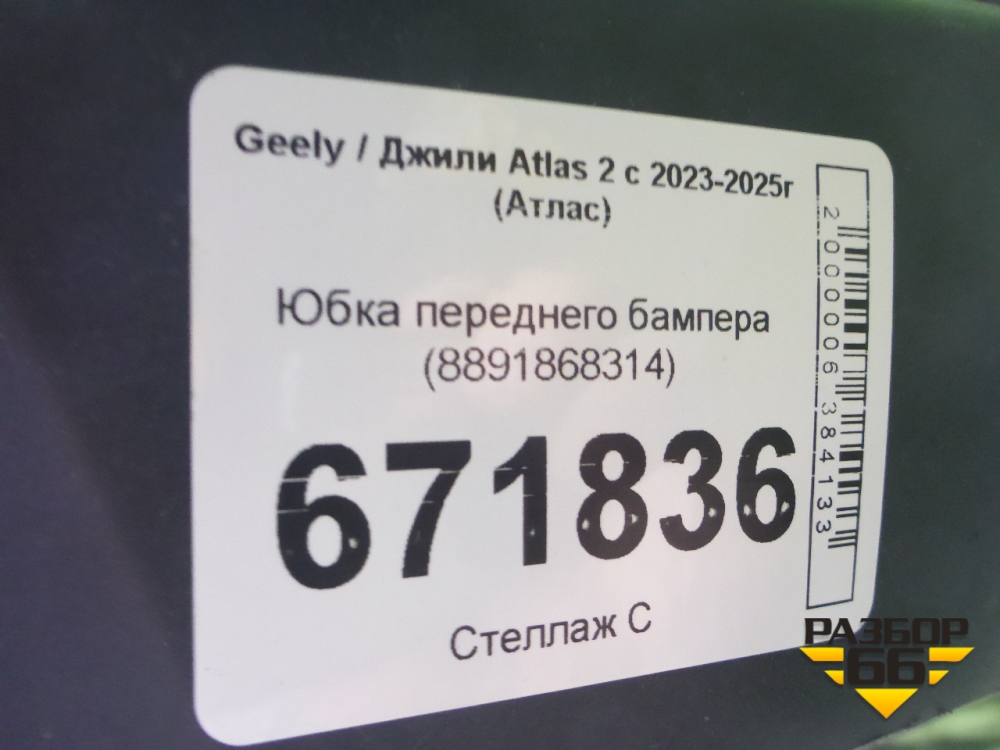 Geely / Джили Atlas 2 с 2023-2025г
(Атлас)
Юбка переднего бампера
(8891868314)
671836
Стеллаж С
2000006384133
РАЗБОР
66